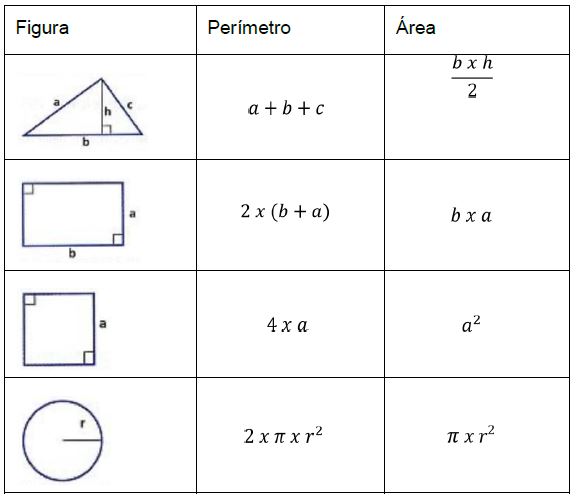 Figura Perímetro Área
a h c
b
a + b + c
b x h
2
a
b
2 x (b + a)
b x a
a
4 x a
a²
r
2 x π x r²
π x r²